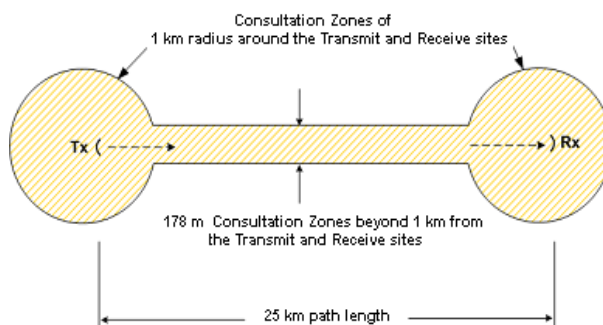 Consultation Zones of
1 km radius around the Transmit and Receive sites
Tx
Rx
178 m Consultation Zones beyond 1 km from
the Transmit and Receive sites
25 km path length